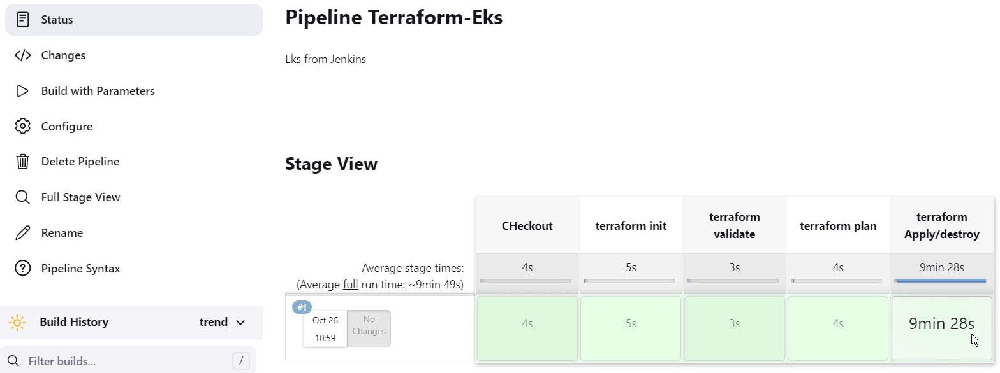 Status
Changes
Build with Parameters
Configure
Delete Pipeline
Full Stage View
Rename
Pipeline Syntax
Build History
trend
Filter builds...
/
Pipeline Terraform-Eks
Eks from Jenkins
Stage View
CHeckout
terraform init
terraform
validate
terraform plan
terraform
Apply/destroy
Average stage times:
(Average full run time: ~9min 49s)
4s
5s
3s
4s
9min 28s
#1
Oct 26
10:59
No
Changes
4s
5s
3s
4s
9min 28s